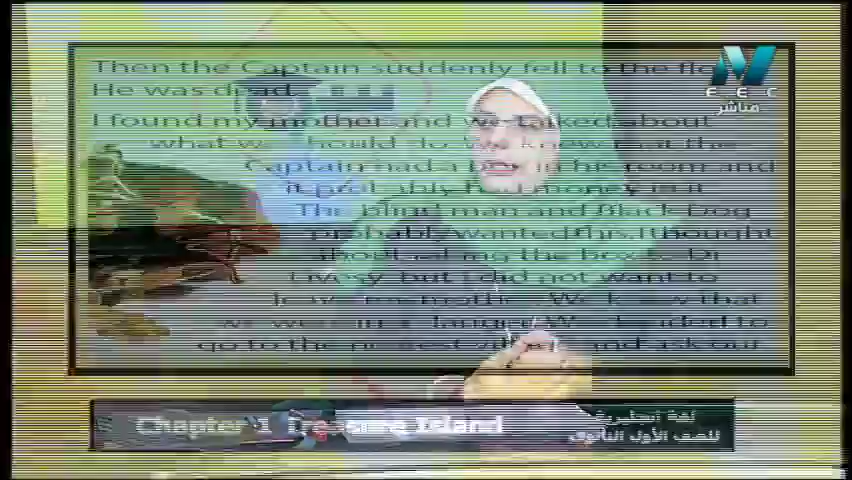 Then the Captain suddenly fell to the
He was dead.
I found my mother and we talked about
what we should do. We knew that the
Captain had a box in his room and
it probably had money in it
The blind man and Black Dog
probably wanted this. I thought
about asking the box to Dr
Livesy, but I did not want to
leave my mother. We knew that
we were in danger. We decided to
go to the nearest village and ask our
E E C
مباشر
Chapter 1 Treasure Island
لغة إنجليزية
للصف الأول الثانوي